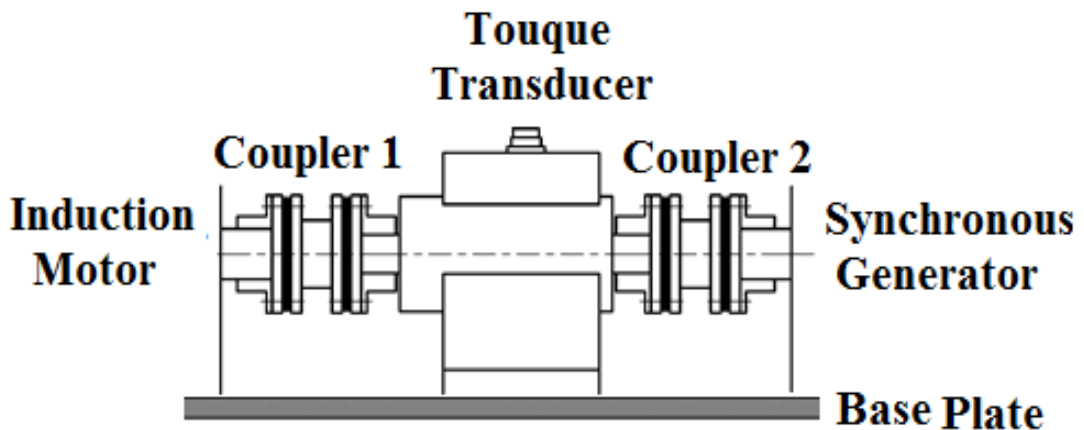 Touque
Transducer
Coupler 1
Coupler 2
Induction
Motor
Synchronous
Generator
Base Plate